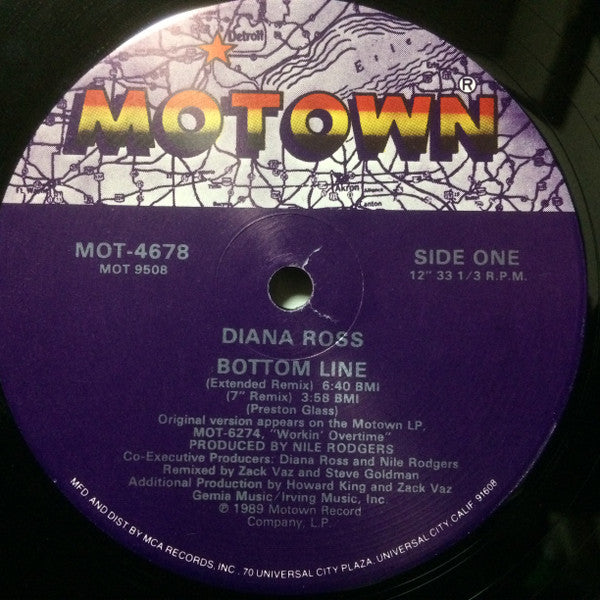 Detroit
Erie
MOTOWN®
Akron
MOT-4678
MOT 9508
SIDE ONE
12" 33 1/3 R.P.M.
DIANA ROSS
BOTTOM LINE
(Extended Remix) 6:40 BMI
(7" Remix) 3:58 BMI
(Preston Glass)
Original version appears on the Motown LP,
MOT-6274, "Workin' Overtime"
PRODUCED BY NILE RODGERS
Co-Executive Producers: Diana Ross and Nile Rodgers
Remixed by Zack Vaz and Steve Goldman
Additional Production by Howard King and Zack Vaz
Gemia Music/Irving Music, Inc.
℗ 1989 Motown Record
Company, L.P.
MFD AND DIST BY MCA RECORDS, INC., 70 UNIVERSAL CITY PLAZA, UNIVERSAL CITY, CALIF. 91608